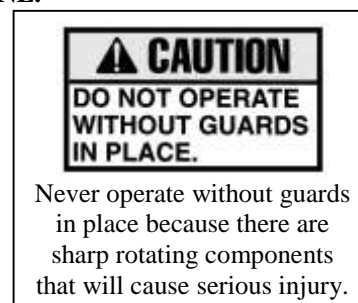 CAUTION
DO NOT OPERATE
WITHOUT GUARDS
IN PLACE.
Never operate without guards
in place because there are
sharp rotating components
that will cause serious injury.